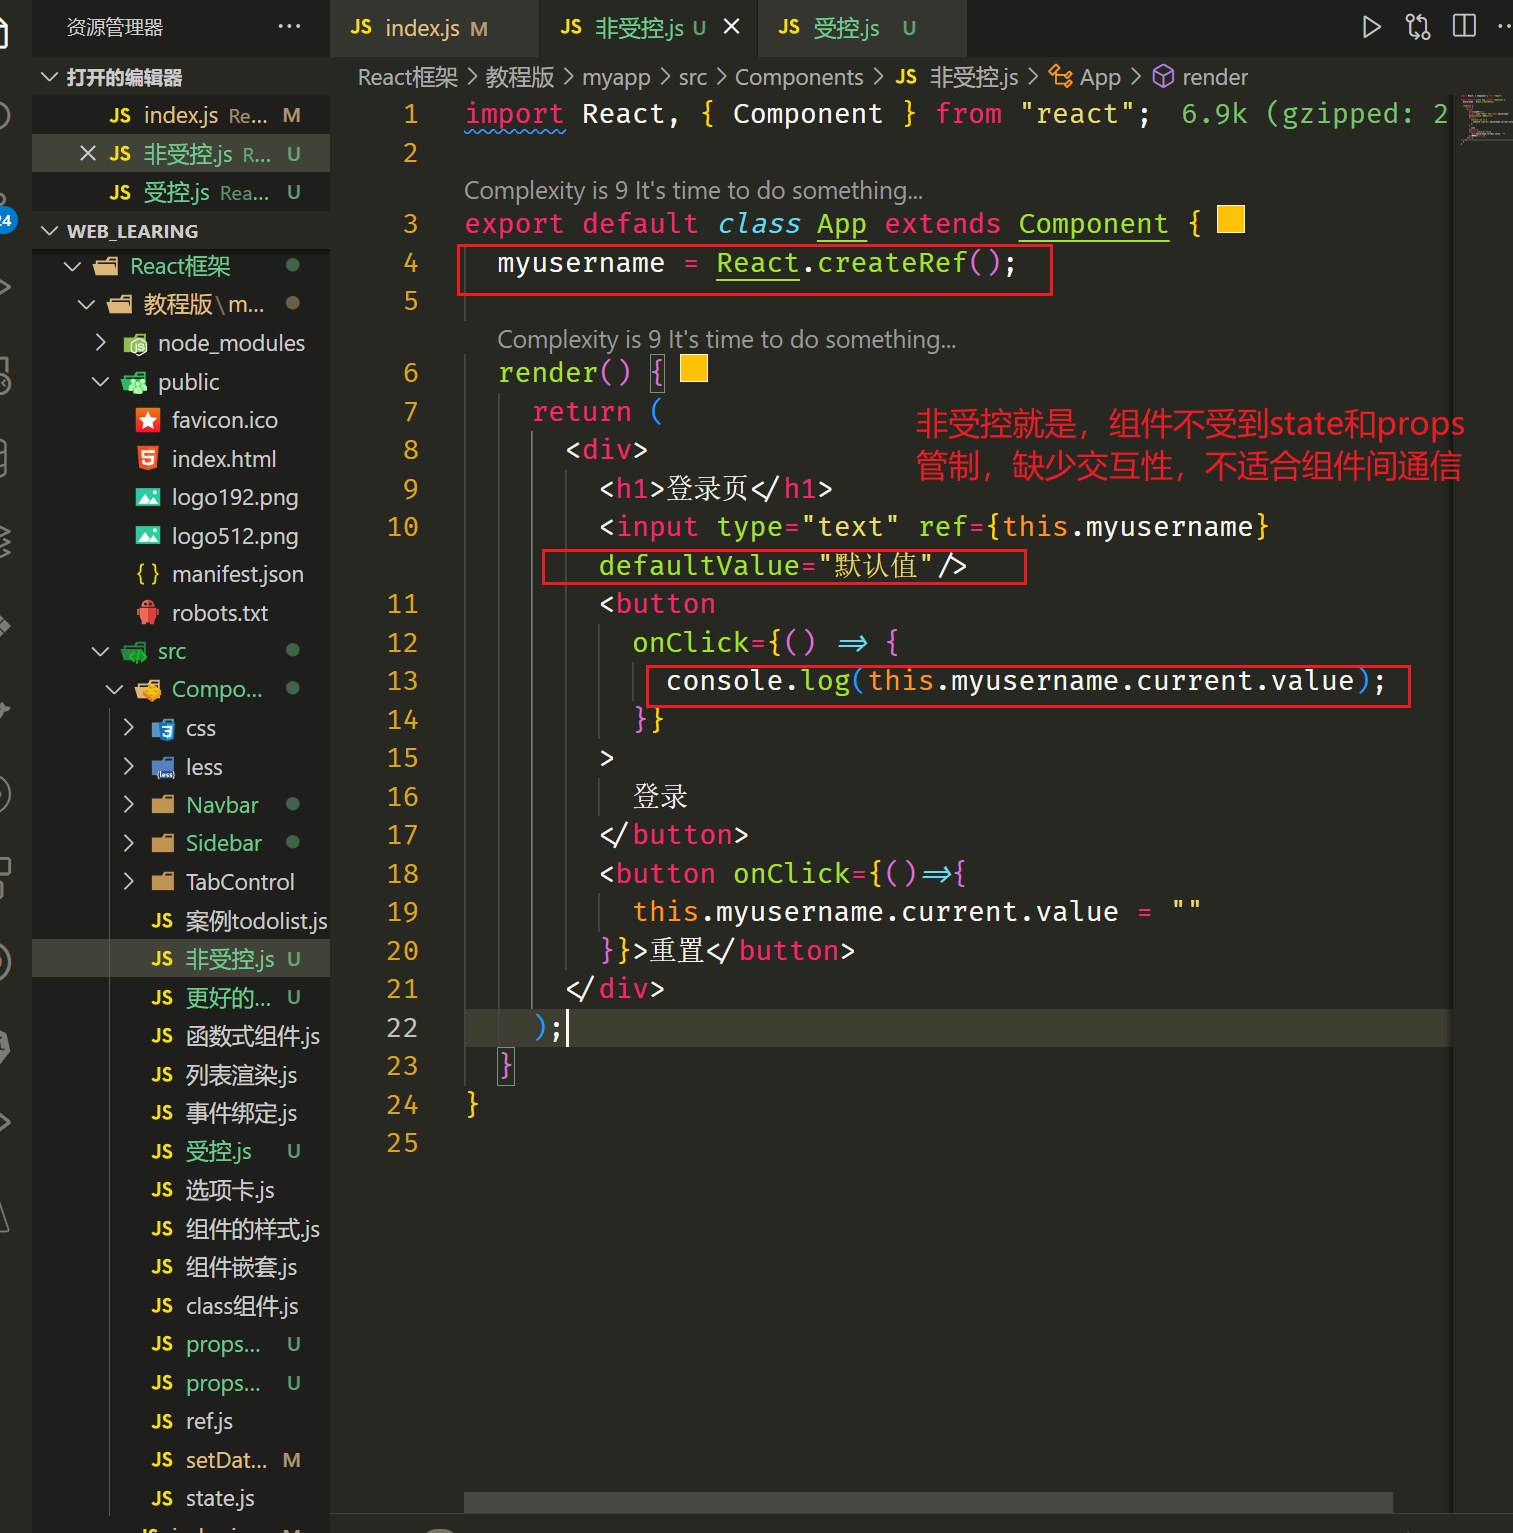 资源管理器 ···
JS index.js M
JS 非受控.js U
JS 受控.js U
打开的编辑器
JS index.js Re... M
JS 非受控.js R... U
JS 受控.js Rea... U
24
WEB_LEARING
React框架
教程版\m...
node_modules
public
favicon.ico
index.html
logo192.png
logo512.png
{ } manifest.json
robots.txt
src
Compo...
css
less
Navbar
Sidebar
TabControl
JS 案例todolist.js
JS 非受控.js U
JS 更好的... U
JS 函数式组件.js
JS 列表渲染.js
JS 事件绑定.js
JS 受控.js U
JS 选项卡.js
JS 组件的样式.js
JS 组件嵌套.js
JS class组件.js
JS props... U
JS props... U
JS ref.js
JS setDat... M
JS state.js
React框架 > 教程版 > myapp > src > Components > JS 非受控.js > App > render
1 import React, { Component } from "react"; 6.9k (gzipped: 2
2
Complexity is 9 It's time to do something...
3 export default class App extends Component {
4 myusername = React.createRef();
5
Complexity is 9 It's time to do something...
6 render() {
7 return (
8 <div>
9 <h1>登录页</h1>
10 <input type="text" ref={this.myusername}
defaultValue="默认值"/>
11 <button
12 onClick={() => {
13 console.log(this.myusername.current.value);
14 }}
15 >
16 登录
17 </button>
18 <button onClick={()=>{
19 this.myusername.current.value = ""
20 }}>重置</button>
21 </div>
22 );
23 }
24 }
25
非受控就是，组件不受到state和props
管制，缺少交互性，不适合组件间通信